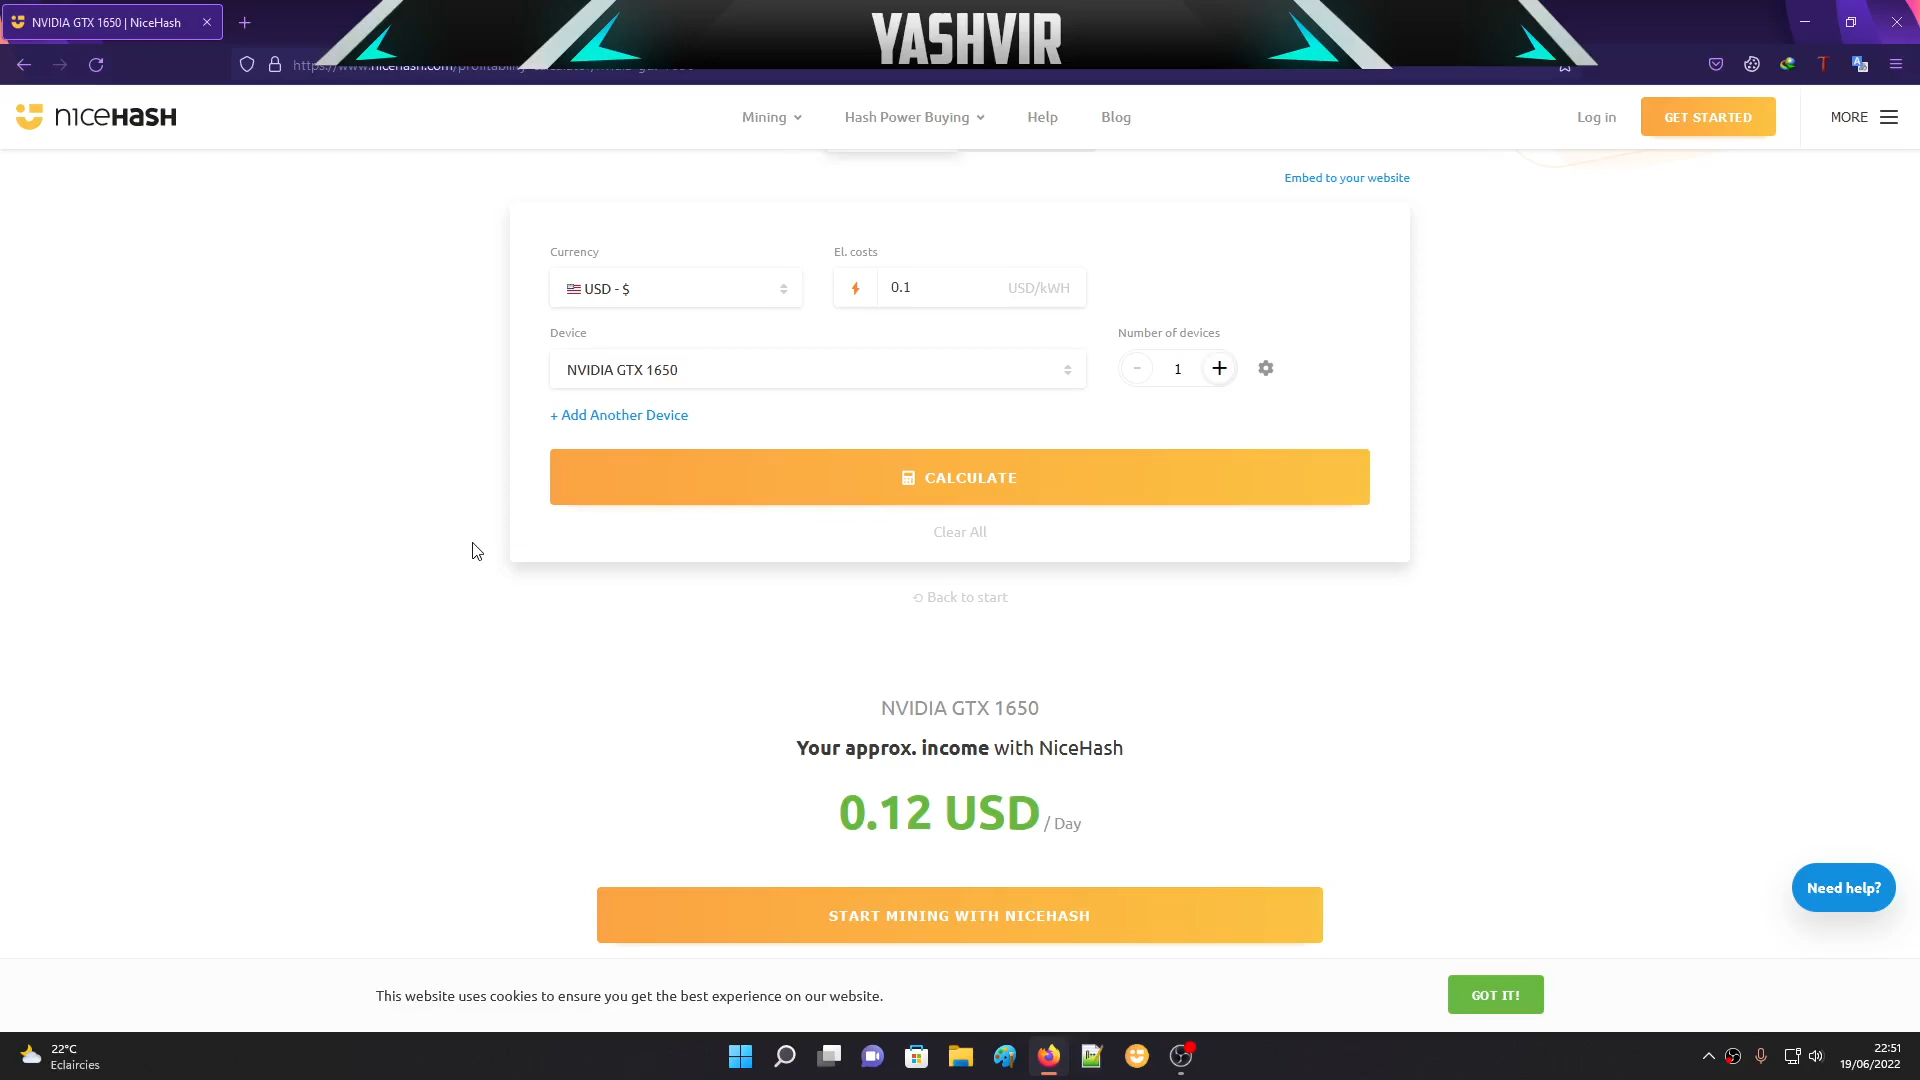 NVIDIA GTX 1650 | NiceHash
YASHVIR
nıceHASH
Mining
Hash Power Buying
Help
Blog
Log in
GET STARTED
MORE
Embed to your website
Currency
El. costs
USD - $
0.1
USD/kWH
Device
Number of devices
NVIDIA GTX 1650
-
1
+
+ Add Another Device
CALCULATE
Clear All
Back to start
NVIDIA GTX 1650
Your approx. income with NiceHash
0.12 USD / Day
START MINING WITH NICEHASH
Need help?
This website uses cookies to ensure you get the best experience on our website.
GOT IT!
22°C
Eclaircies
22:51
19/06/2022